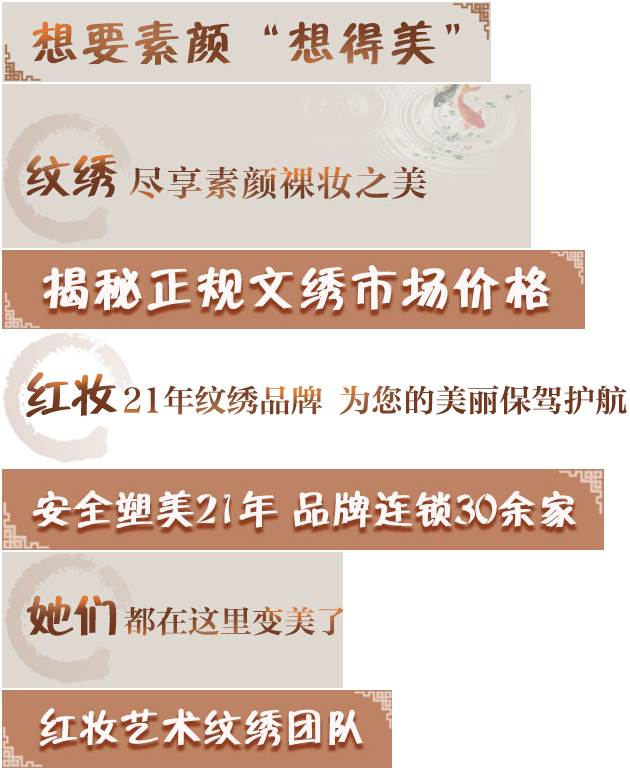 想要素颜“想得美”
纹绣 尽享素颜裸妆之美
揭秘正规文绣市场价格
红妆 21年纹绣品牌 为您的美丽保驾护航
安全塑美21年 品牌连锁30余家
她们 都在这里变美了
红妆艺术纹绣团队